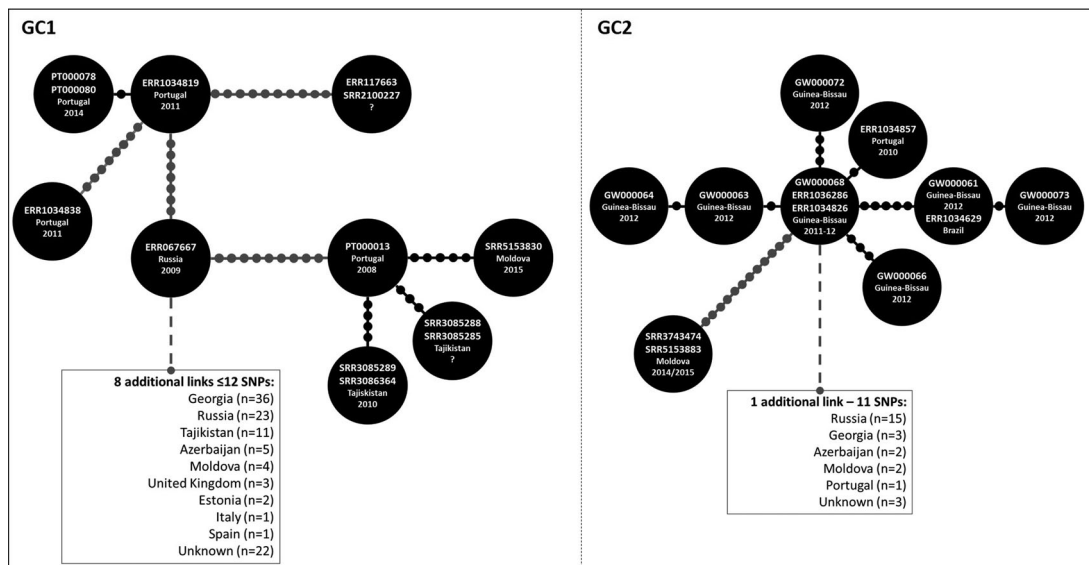 GC1
PT000078
PT000080
Portugal
2014
ERR1034819
Portugal
2011
ERR117663
SRR2100227
?
ERR1034838
Portugal
2011
ERR067667
Russia
2009
PT000013
Portugal
2008
SRR5153830
Moldova
2015
SRR3085288
SRR3085285
Tajikistan
?
SRR3085289
SRR3086364
Tajiskistan
2010
8 additional links ≤12 SNPs:
Georgia (n=36)
Russia (n=23)
Tajikistan (n=11)
Azerbaijan (n=5)
Moldova (n=4)
United Kingdom (n=3)
Estonia (n=2)
Italy (n=1)
Spain (n=1)
Unknown (n=22)
GC2
GW000072
Guinea-Bissau
2012
ERR1034857
Portugal
2010
GW000064
Guinea-Bissau
2012
GW000063
Guinea-Bissau
2012
GW000068
ERR1036286
ERR1034826
Guinea-Bissau
2011-12
GW000061
Guinea-Bissau
2012
ERR1034629
Brazil
GW000073
Guinea-Bissau
2012
GW000066
Guinea-Bissau
2012
SRR3743474
SRR5153883
Moldova
2014/2015
1 additional link – 11 SNPs:
Russia (n=15)
Georgia (n=3)
Azerbaijan (n=2)
Moldova (n=2)
Portugal (n=1)
Unknown (n=3)